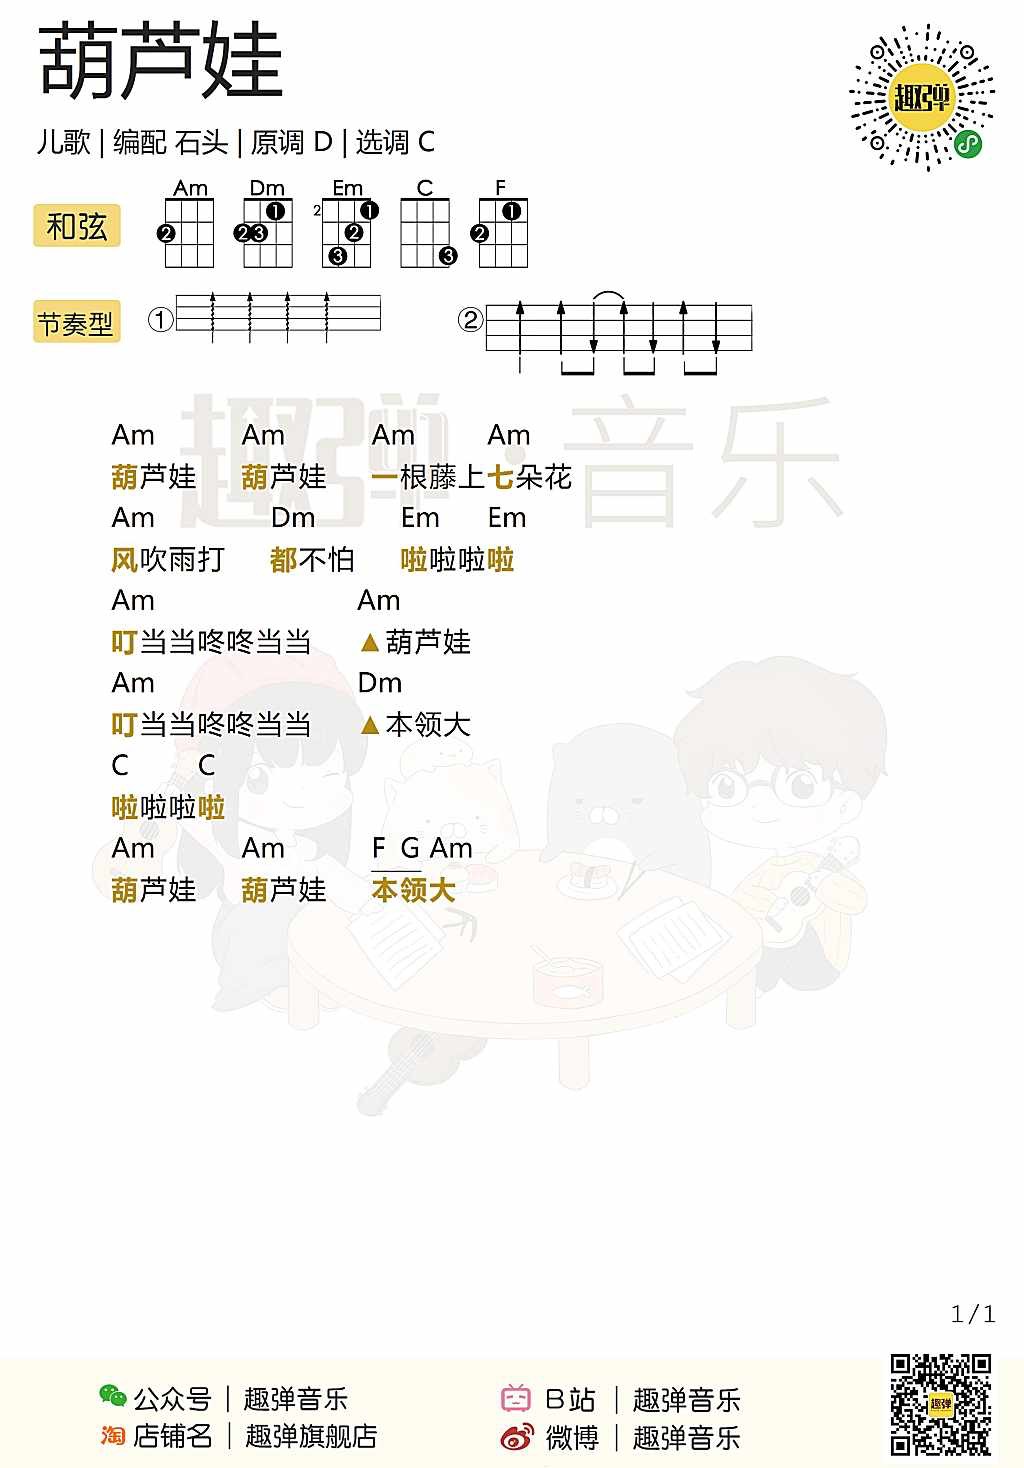 葫芦娃
儿歌 | 编配 石头 | 原调 D | 选调 C
趣弹
和弦
Am Dm Em C F
2 2 3 1 2 1 2 3 3 2 1
节奏型
① ②
趣弹·音乐
Am Am Am Am
葫芦娃 葫芦娃 一根藤上七朵花
Am Dm Em Em
风吹雨打 都不怕 啦啦啦啦
Am Am
叮当当咚咚当当 ▲葫芦娃
Am Dm
叮当当咚咚当当 ▲本领大
C C
啦啦啦啦
Am Am F G Am
葫芦娃 葫芦娃 本领大
1/1
公众号 | 趣弹音乐 B站 | 趣弹音乐
淘 店铺名 | 趣弹旗舰店 微博 | 趣弹音乐
趣弹